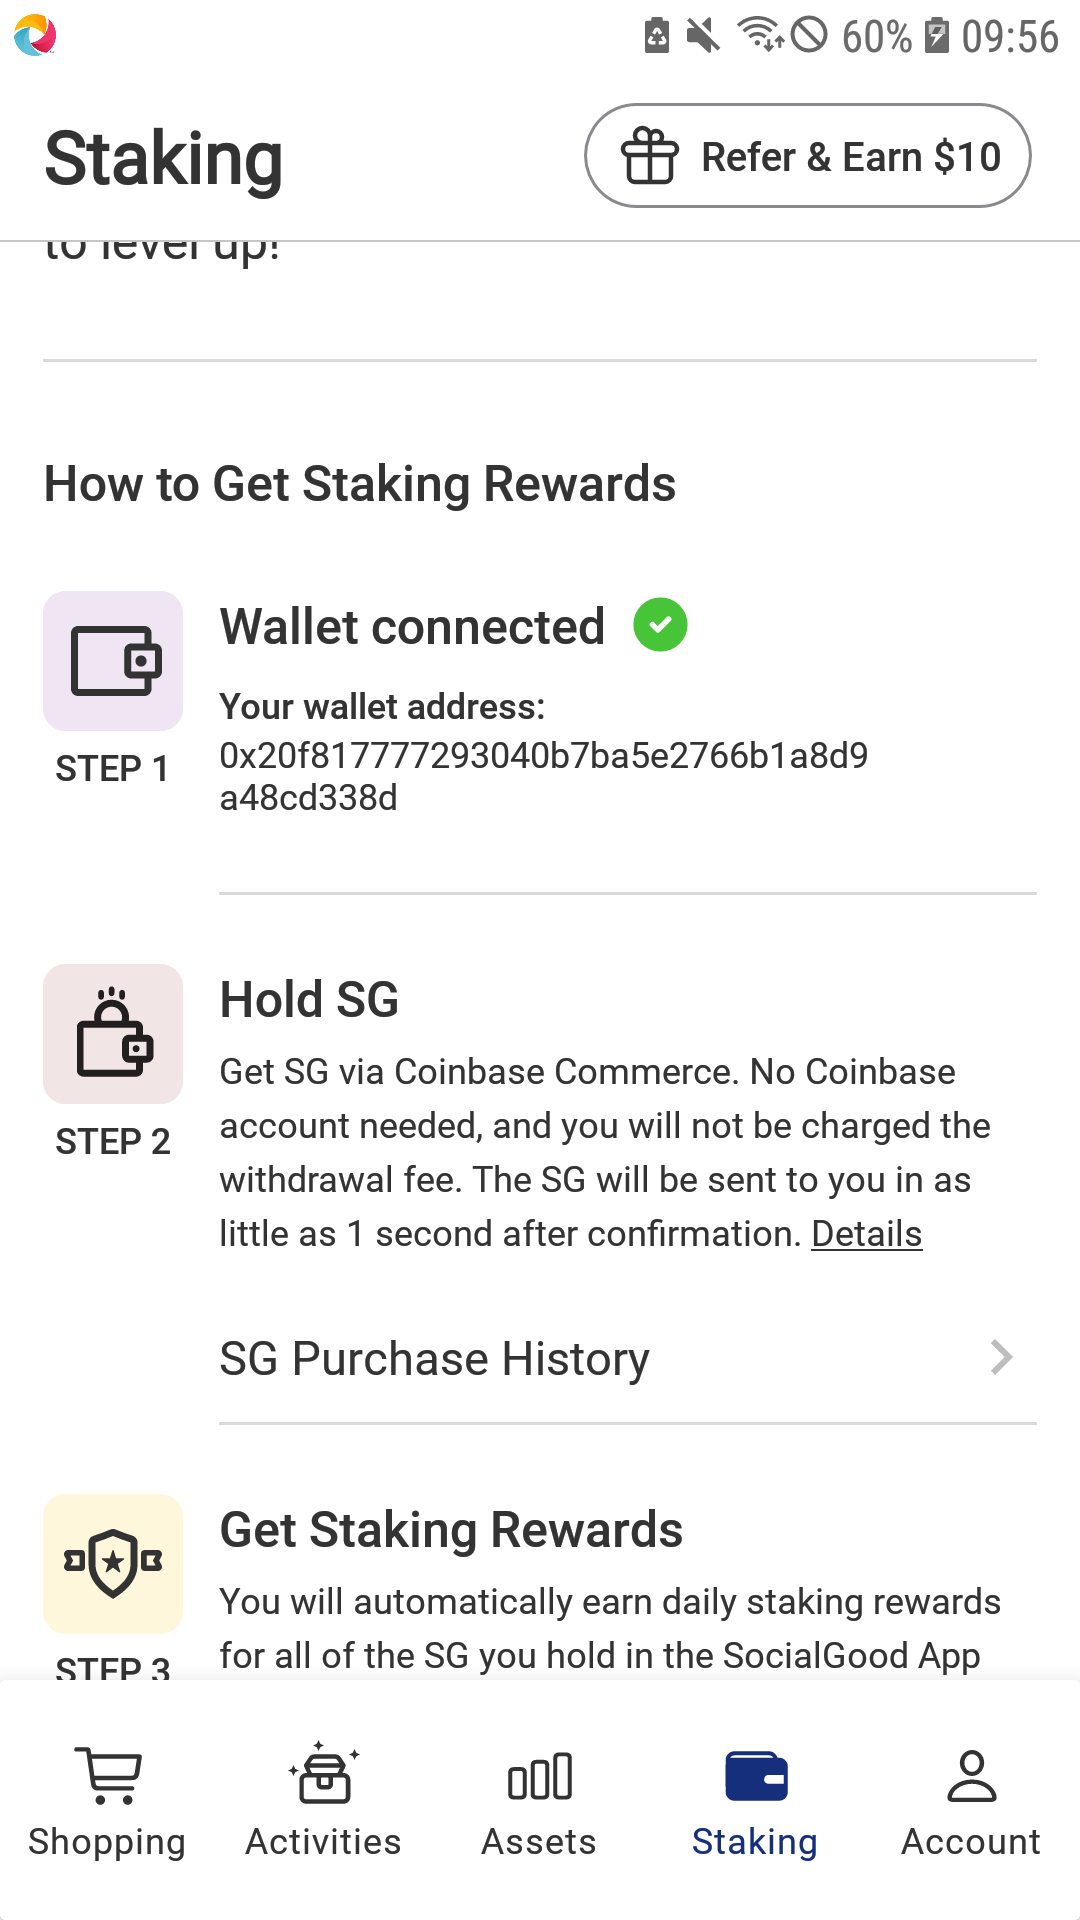 60% 09:56
Staking
Refer & Earn $10
to level up!
How to Get Staking Rewards
Wallet connected
Your wallet address:
0x20f817777293040b7ba5e2766b1a8d9
a48cd338d
STEP 1
Hold SG
Get SG via Coinbase Commerce. No Coinbase
account needed, and you will not be charged the
withdrawal fee. The SG will be sent to you in as
little as 1 second after confirmation. Details
STEP 2
SG Purchase History
Get Staking Rewards
You will automatically earn daily staking rewards
for all of the SG you hold in the SocialGood App
STEP 3
Shopping
Activities
Assets
Staking
Account